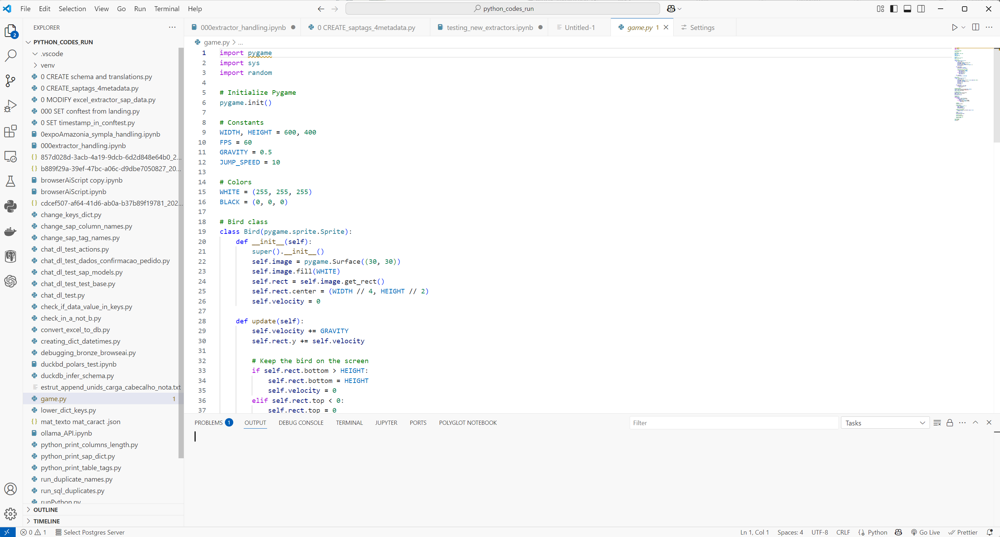 File Edit Selection View Go Run Terminal Help
python_codes_run
EXPLORER
PYTHON_CODES_RUN
.vscode
venv
0 CREATE schema and translations.py
0 CREATE_saptags_4metadata.py
0 MODIFY excel_extractor_sap_data.py
000 SET conftest from landing.py
0 SET timestamp_in_conftest.py
0expoAmazonia_sympla_handling.ipynb
000extractor_handling.ipynb
857d028d-3acb-4a19-9dcb-6d2d848e64b0_2...
b889f29a-39ef-47bc-a06c-d9dbe7050827_20...
browserAiScript copy.ipynb
browserAiScript.ipynb
cdcef507-af64-41d6-ab0a-b37b89f19781_202...
change_keys_dict.py
change_sap_column_names.py
change_sap_tag_names.py
chat_dl_test_actions.py
chat_dl_test_dados_confirmacao_pedido.py
chat_dl_test_sap_models.py
chat_dl_test_test_base.py
chat_dl_test.py
check_if_data_value_in_keys.py
check_in_a_not_b.py
convert_excel_to_db.py
creating_dict_datetimes.py
debugging_bronze_browseai.py
duckbd_polars_test.ipynb
duckdb_infer_schema.py
estrut_append_unids_carga_cabecalho_nota.txt
game.py 1
lower_dict_keys.py
mat_texto mat_caract .json
ollama_API.ipynb
python_print_columns_length.py
python_print_sap_dict.py
python_print_table_tags.py
run_duplicate_names.py
run_sql_duplicates.py
runPython.py
OUTLINE
TIMELINE
2
000extractor_handling.ipynb 0 CREATE_saptags_4metadata.py testing_new_extractors.ipynb Untitled-1 game.py 1 Settings
game.py > ...
1 import pygame
2 import sys
3 import random
4
5 # Initialize Pygame
6 pygame.init()
7
8 # Constants
9 WIDTH, HEIGHT = 600, 400
10 FPS = 60
11 GRAVITY = 0.5
12 JUMP_SPEED = 10
13
14 # Colors
15 WHITE = (255, 255, 255)
16 BLACK = (0, 0, 0)
17
18 # Bird class
19 class Bird(pygame.sprite.Sprite):
20 def __init__(self):
21 super().__init__()
22 self.image = pygame.Surface((30, 30))
23 self.image.fill(WHITE)
24 self.rect = self.image.get_rect()
25 self.rect.center = (WIDTH // 4, HEIGHT // 2)
26 self.velocity = 0
27
28 def update(self):
29 self.velocity += GRAVITY
30 self.rect.y += self.velocity
31
32 # Keep the bird on the screen
33 if self.rect.bottom > HEIGHT:
34 self.rect.bottom = HEIGHT
35 self.velocity = 0
36 elif self.rect.top < 0:
37 self.rect.top = 0
PROBLEMS 1 OUTPUT DEBUG CONSOLE TERMINAL JUPYTER PORTS POLYGLOT NOTEBOOK
Filter
Tasks
0 1 Select Postgres Server
Ln 1, Col 1 Spaces: 4 UTF-8 CRLF Python Go Live Prettier